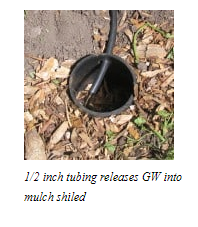 1/2 inch tubing releases GW into
mulch shiled